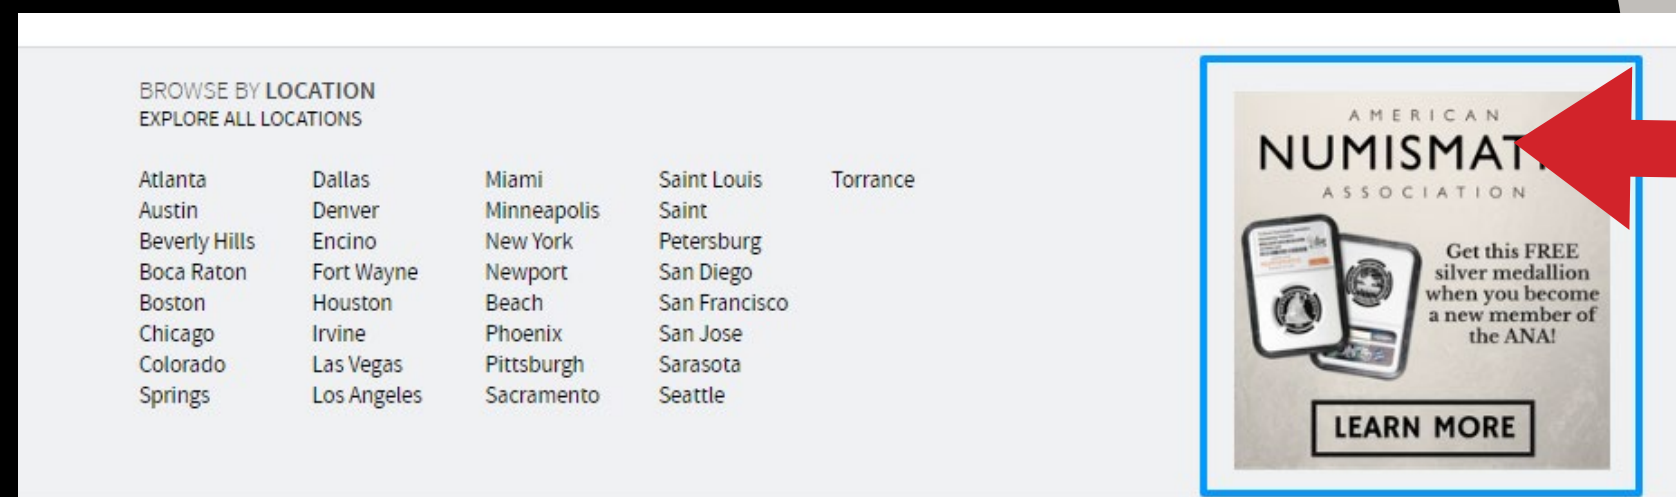 BROWSE BY LOCATION
EXPLORE ALL LOCATIONS
Atlanta
Austin
Beverly Hills
Boca Raton
Boston
Chicago
Colorado
Springs
Dallas
Denver
Encino
Fort Wayne
Houston
Irvine
Las Vegas
Los Angeles
Miami
Minneapolis
New York
Newport
Beach
Phoenix
Pittsburgh
Sacramento
Saint Louis
Saint
Petersburg
San Diego
San Francisco
San Jose
Sarasota
Seattle
Torrance
AMERICAN
ASSOCIATION
Get this FREE
silver medallion
when you become
a new member of
the ANA!
LEARN MORE